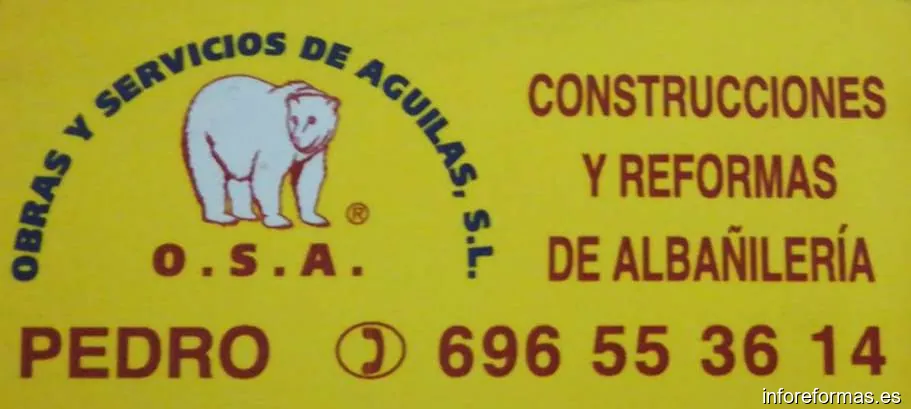 OBRAS Y SERVICIOS DE AGUILAS, S.L.
®
O.S.A.
CONSTRUCCIONES
Y REFORMAS
DE ALBAÑILERÍA
PEDRO 696 55 36 14
inforeformas.es